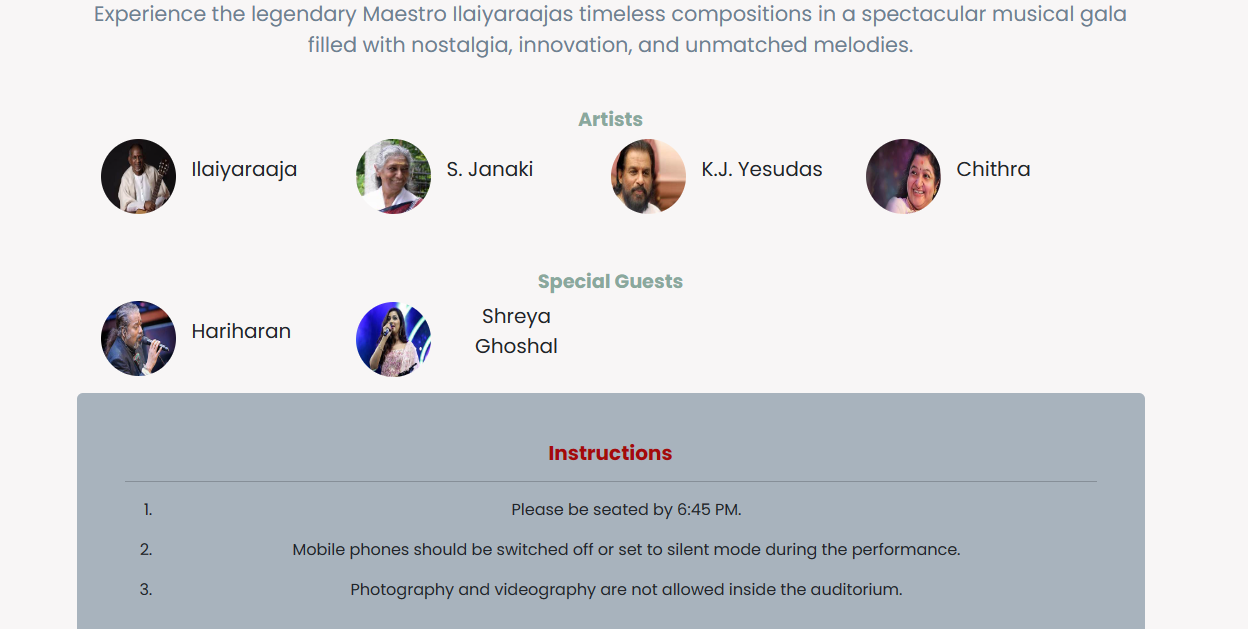 Experience the legendary Maestro Ilaiyaraajas timeless compositions in a spectacular musical gala
filled with nostalgia, innovation, and unmatched melodies.
Artists
Ilaiyaraaja
S. Janaki
K.J. Yesudas
Chithra
Special Guests
Hariharan
Shreya
Ghoshal
Instructions
1. Please be seated by 6:45 PM.
2. Mobile phones should be switched off or set to silent mode during the performance.
3. Photography and videography are not allowed inside the auditorium.